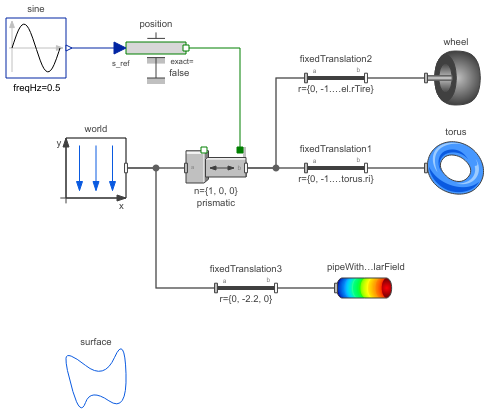 sine
freqHz=0.5
position
s_ref
exact=
false
world
y
x
a
b
n={1, 0, 0}
prismatic
fixedTranslation2
a
b
r={0, -1....el.rTire}
wheel
fixedTranslation1
a
b
r={0, -1....torus.ri}
torus
fixedTranslation3
a
b
r={0, -2.2, 0}
pipeWith...larField
surface